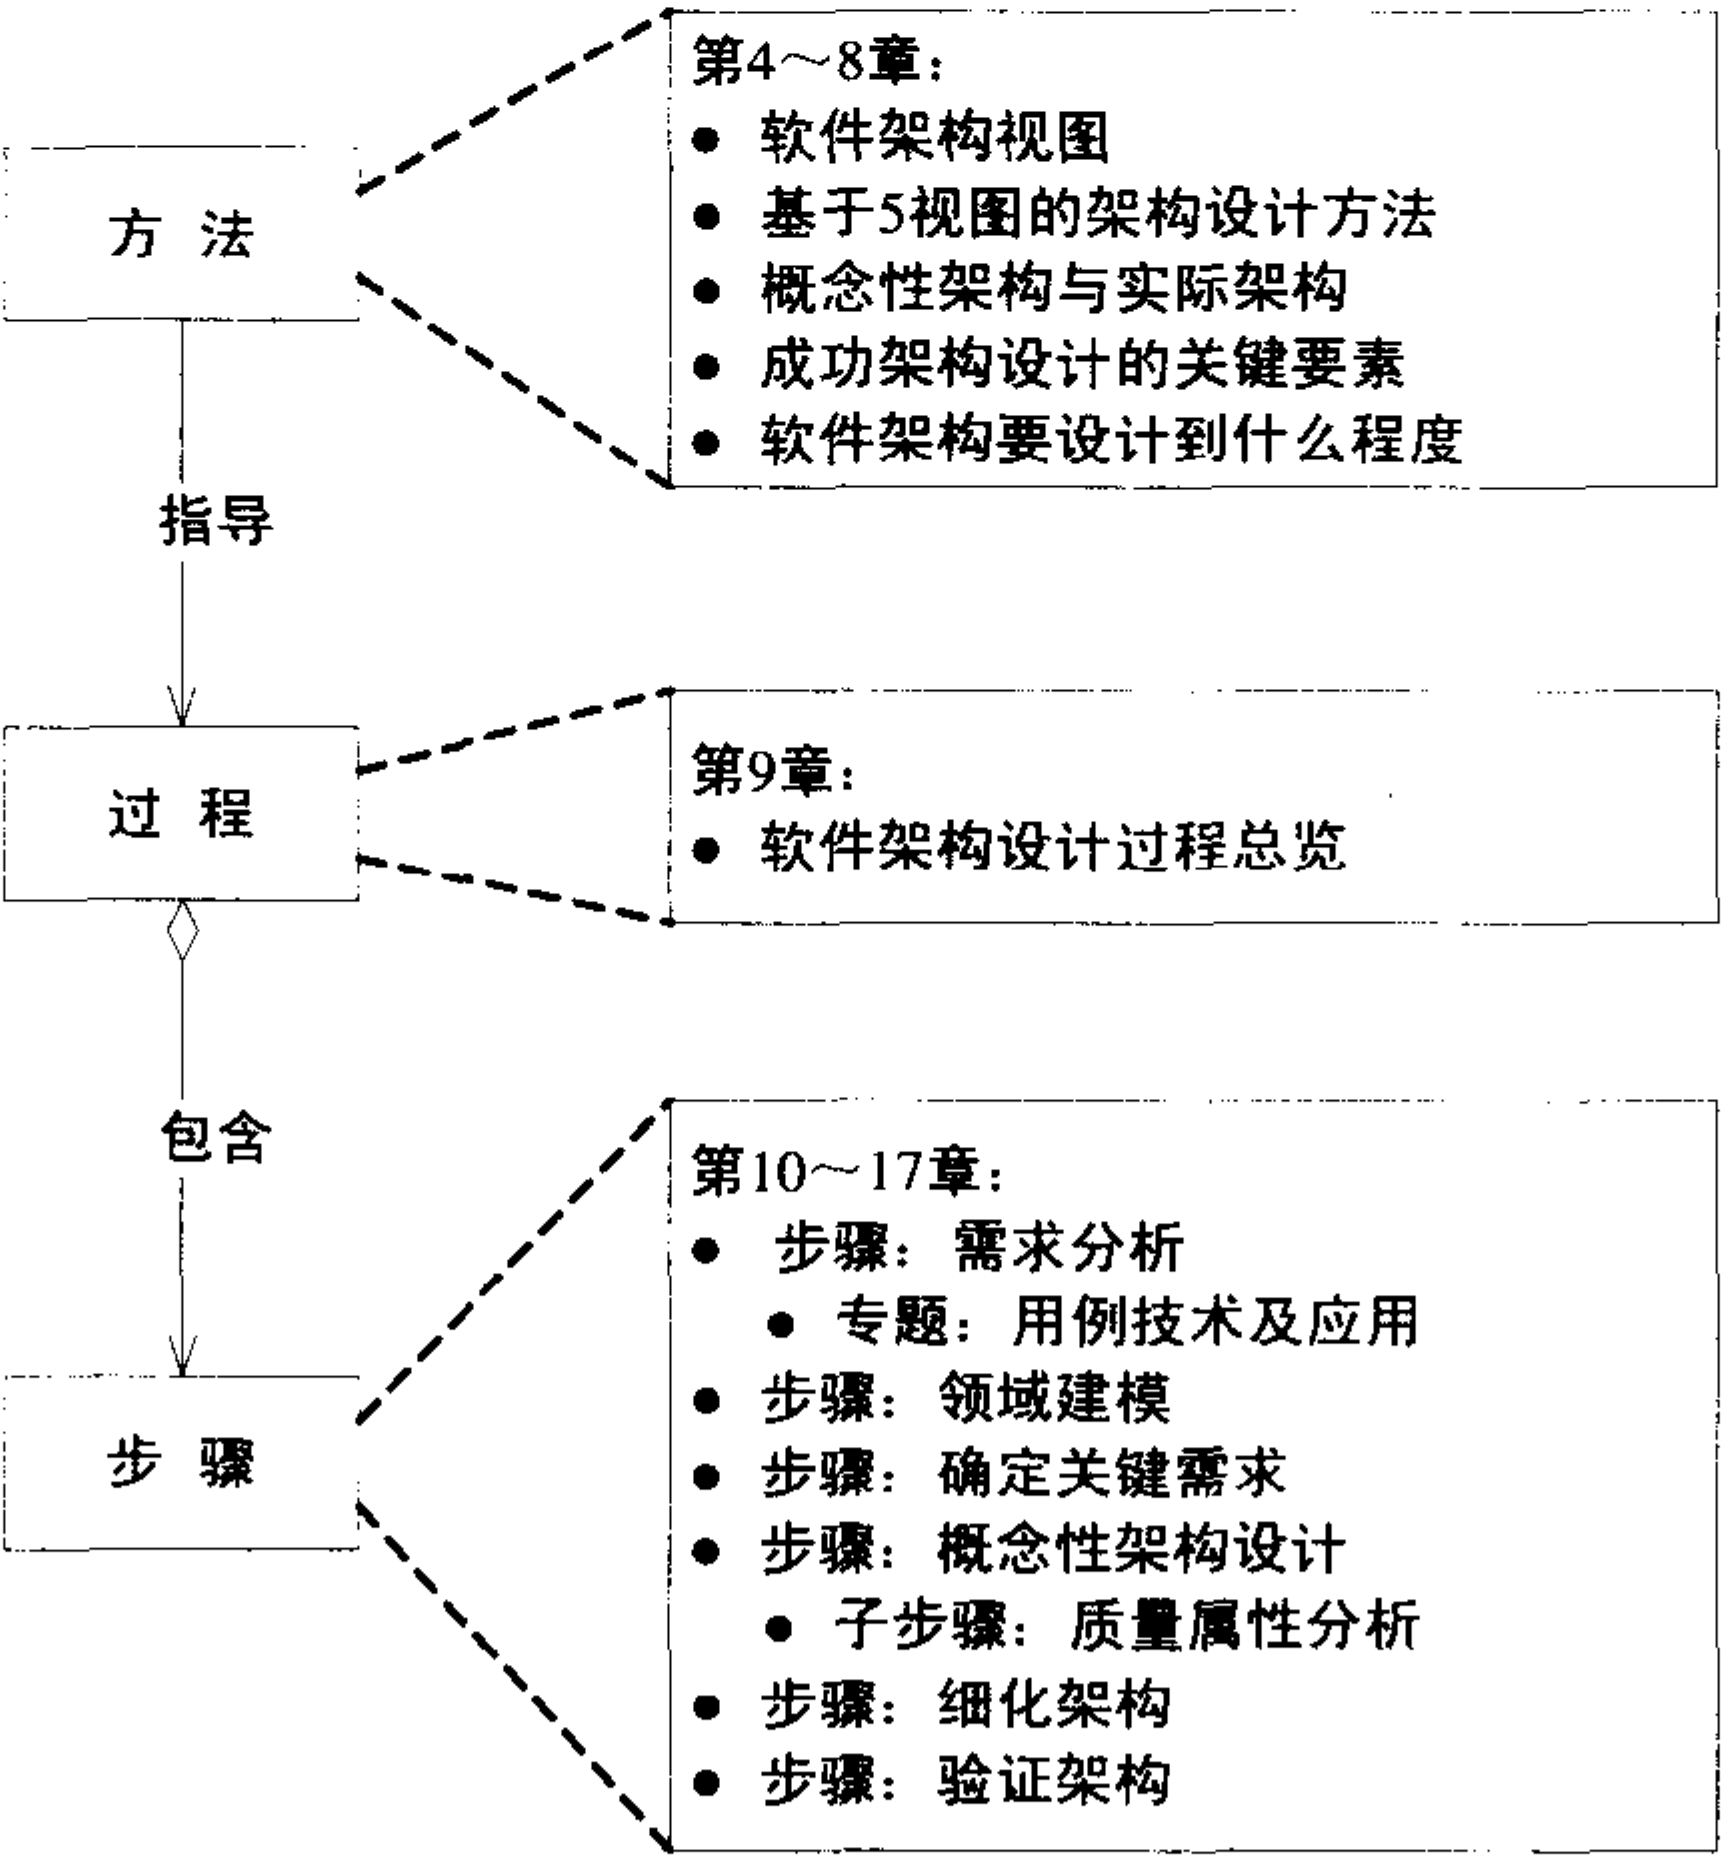 方 法
第4～8章：
● 软件架构视图
● 基于5视图的架构设计方法
● 概念性架构与实际架构
● 成功架构设计的关键要素
● 软件架构要设计到什么程度
指导
过 程
第9章：
● 软件架构设计过程总览
包含
步 骤
第10～17章：
● 步骤：需求分析
● 专题：用例技术及应用
● 步骤：领域建模
● 步骤：确定关键需求
● 步骤：概念性架构设计
● 子步骤：质量属性分析
● 步骤：细化架构
● 步骤：验证架构